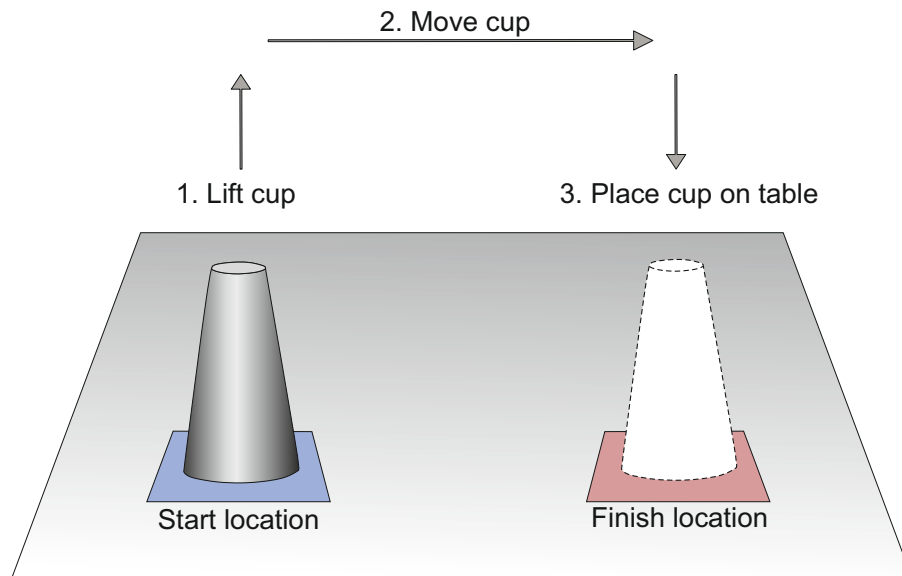 2. Move cup
1. Lift cup
3. Place cup on table
Start location
Finish location